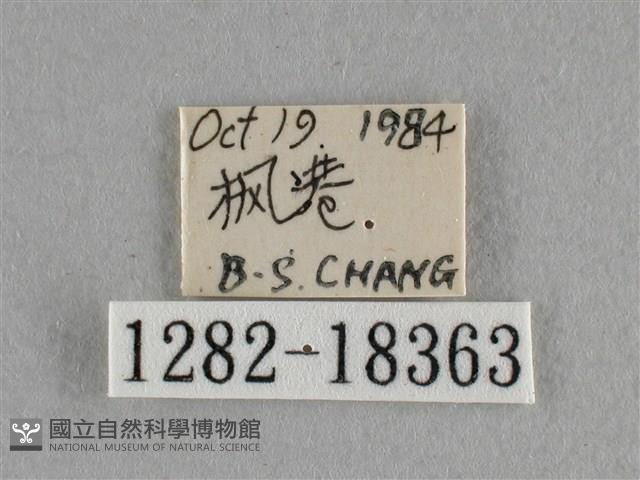 Oct 19. 1984
枫港.
B-S. CHANG
1282-18363
國立自然科學博物館
NATIONAL MUSEUM OF NATURAL SCIENCE